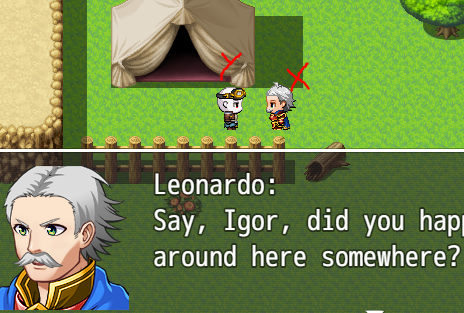 Y
X
Leonardo:
Say, Igor, did you happ
around here somewhere?